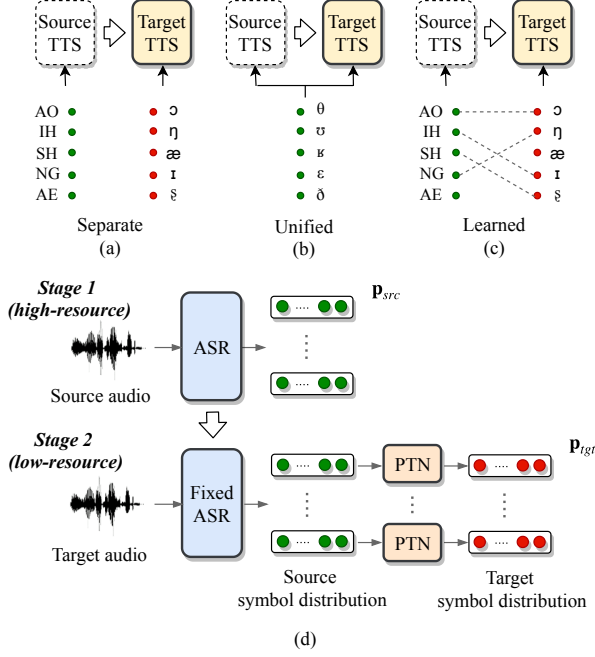 Source TTS
Target TTS
AO ɔ
IH ŋ
SH æ
NG ɪ
AE ʂ
Separate
(a)
Source TTS
Target TTS
θ
ʊ
ʁ
ε
ð
Unified
(b)
Source TTS
Target TTS
AO ɔ
IH ŋ
SH æ
NG ɪ
AE ʂ
Learned
(c)
Stage 1
(high-resource)
Source audio
ASR
....
....
p_src
Stage 2
(low-resource)
Target audio
Fixed
ASR
.... PTN ....
.... PTN ....
p_tgt
Source
symbol distribution
Target
symbol distribution
(d)